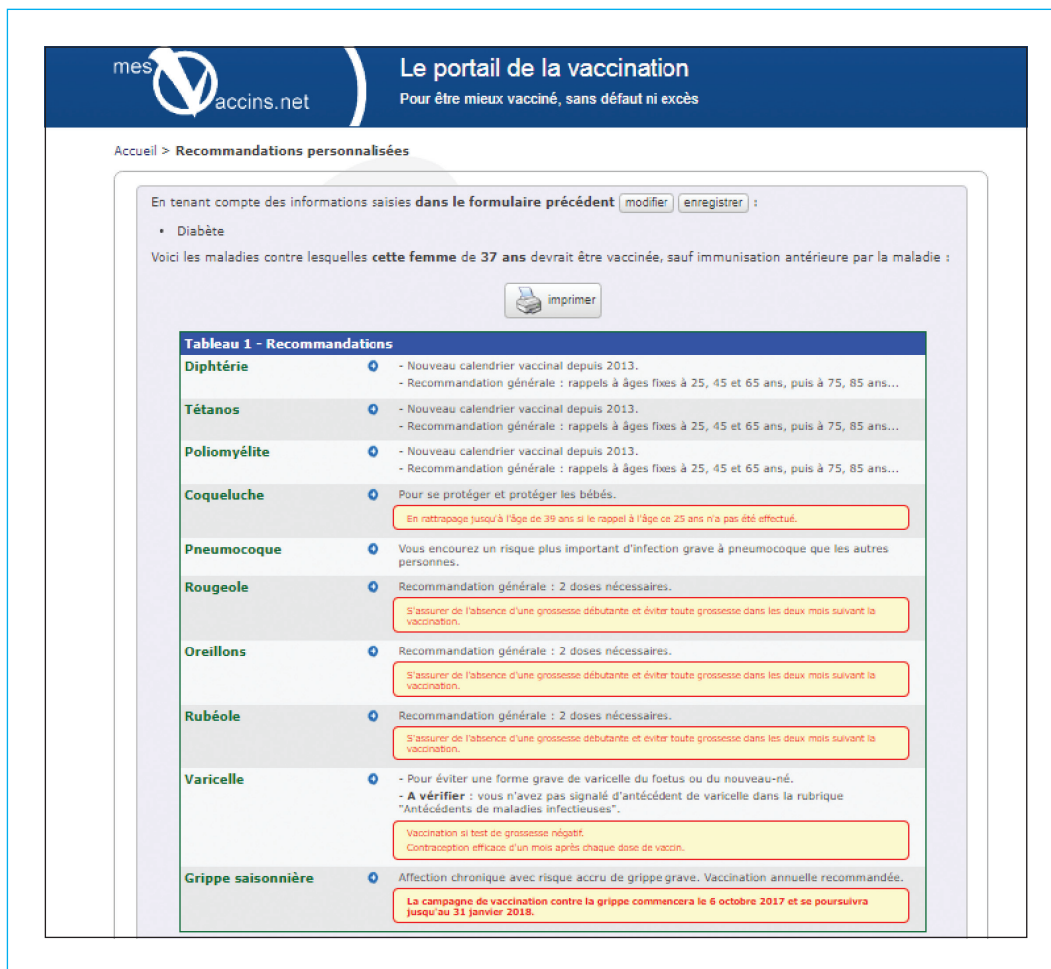 mes Vaccins.net
Le portail de la vaccination
Pour être mieux vacciné, sans défaut ni excès
Accueil > Recommandations personnalisées
En tenant compte des informations saisies dans le formulaire précédent modifier enregistrer :
• Diabète
Voici les maladies contre lesquelles cette femme de 37 ans devrait être vaccinée, sauf immunisation antérieure par la maladie :
imprimer
Tableau 1 - Recommandations
Diphtérie
- Nouveau calendrier vaccinal depuis 2013.
- Recommandation générale : rappels à âges fixes à 25, 45 et 65 ans, puis à 75, 85 ans...
Tétanos
- Nouveau calendrier vaccinal depuis 2013.
- Recommandation générale : rappels à âges fixes à 25, 45 et 65 ans, puis à 75, 85 ans...
Poliomyélite
- Nouveau calendrier vaccinal depuis 2013.
- Recommandation générale : rappels à âges fixes à 25, 45 et 65 ans, puis à 75, 85 ans...
Coqueluche
Pour se protéger et protéger les bébés.
En rattrapage jusqu'à l'âge de 39 ans si le rappel à l'âge ce 25 ans n'a pas été effectué.
Pneumocoque
Vous encourez un risque plus important d'infection grave à pneumocoque que les autres
personnes.
Rougeole
Recommandation générale : 2 doses nécessaires.
S'assurer de l'absence d'une grossesse débutante et éviter toute grossesse dans les deux mois suivant la
vaccination.
Oreillons
Recommandation générale : 2 doses nécessaires.
S'assurer de l'absence d'une grossesse débutante et éviter toute grossesse dans les deux mois suivant la
vaccination.
Rubéole
Recommandation générale : 2 doses nécessaires.
S'assurer de l'absence d'une grossesse débutante et éviter toute grossesse dans les deux mois suivant la
vaccination.
Varicelle
- Pour éviter une forme grave de varicelle du foetus ou du nouveau-né.
- A vérifier : vous n'avez pas signalé d'antécédent de varicelle dans la rubrique
"Antécédents de maladies infectieuses".
Vaccination si test de grossesse négatif.
Contraception efficace d'un mois après chaque dose de vaccin.
Grippe saisonnière
Affection chronique avec risque accru de grippe grave. Vaccination annuelle recommandée.
La campagne de vaccination contre la grippe commencera le 6 octobre 2017 et se poursuivra
jusqu'au 31 janvier 2018.